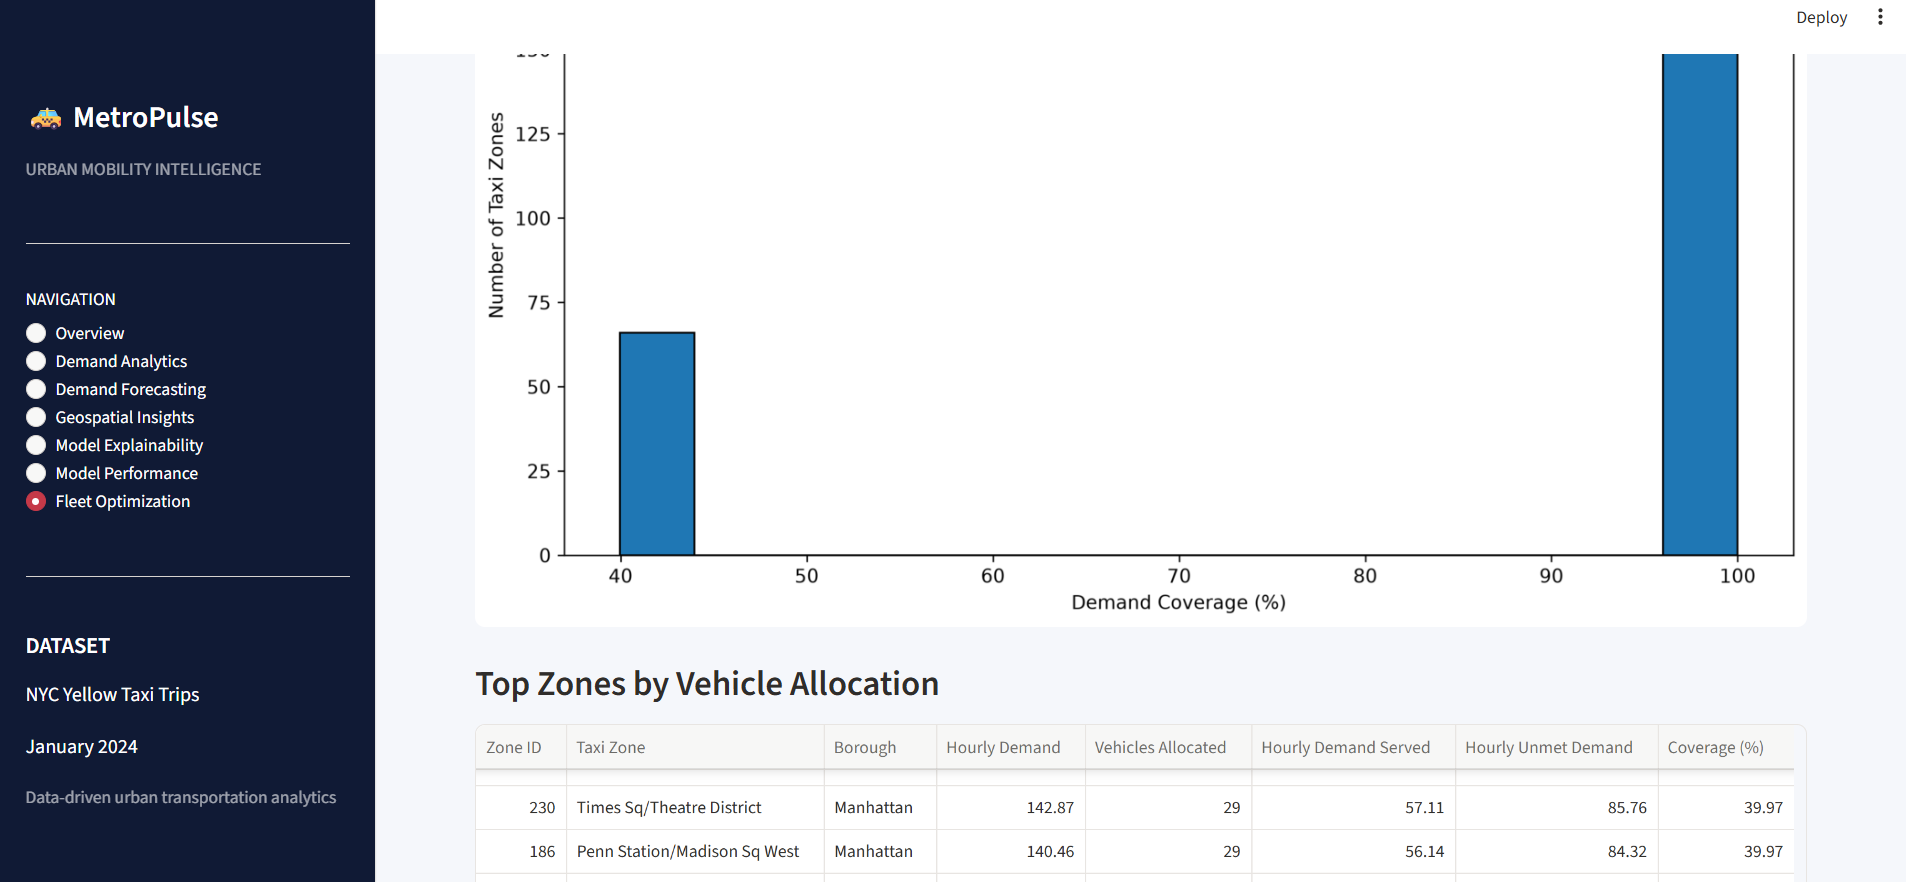 Deploy
MetroPulse
URBAN MOBILITY INTELLIGENCE
NAVIGATION
Overview
Demand Analytics
Demand Forecasting
Geospatial Insights
Model Explainability
Model Performance
Fleet Optimization
DATASET
NYC Yellow Taxi Trips
January 2024
Data-driven urban transportation analytics
Number of Taxi Zones
125
100
75
50
25
0
40 50 60 70 80 90 100
Demand Coverage (%)
Top Zones by Vehicle Allocation
Zone ID Taxi Zone Borough Hourly Demand Vehicles Allocated Hourly Demand Served Hourly Unmet Demand Coverage (%)
230 Times Sq/Theatre District Manhattan 142.87 29 57.11 85.76 39.97
186 Penn Station/Madison Sq West Manhattan 140.46 29 56.14 84.32 39.97